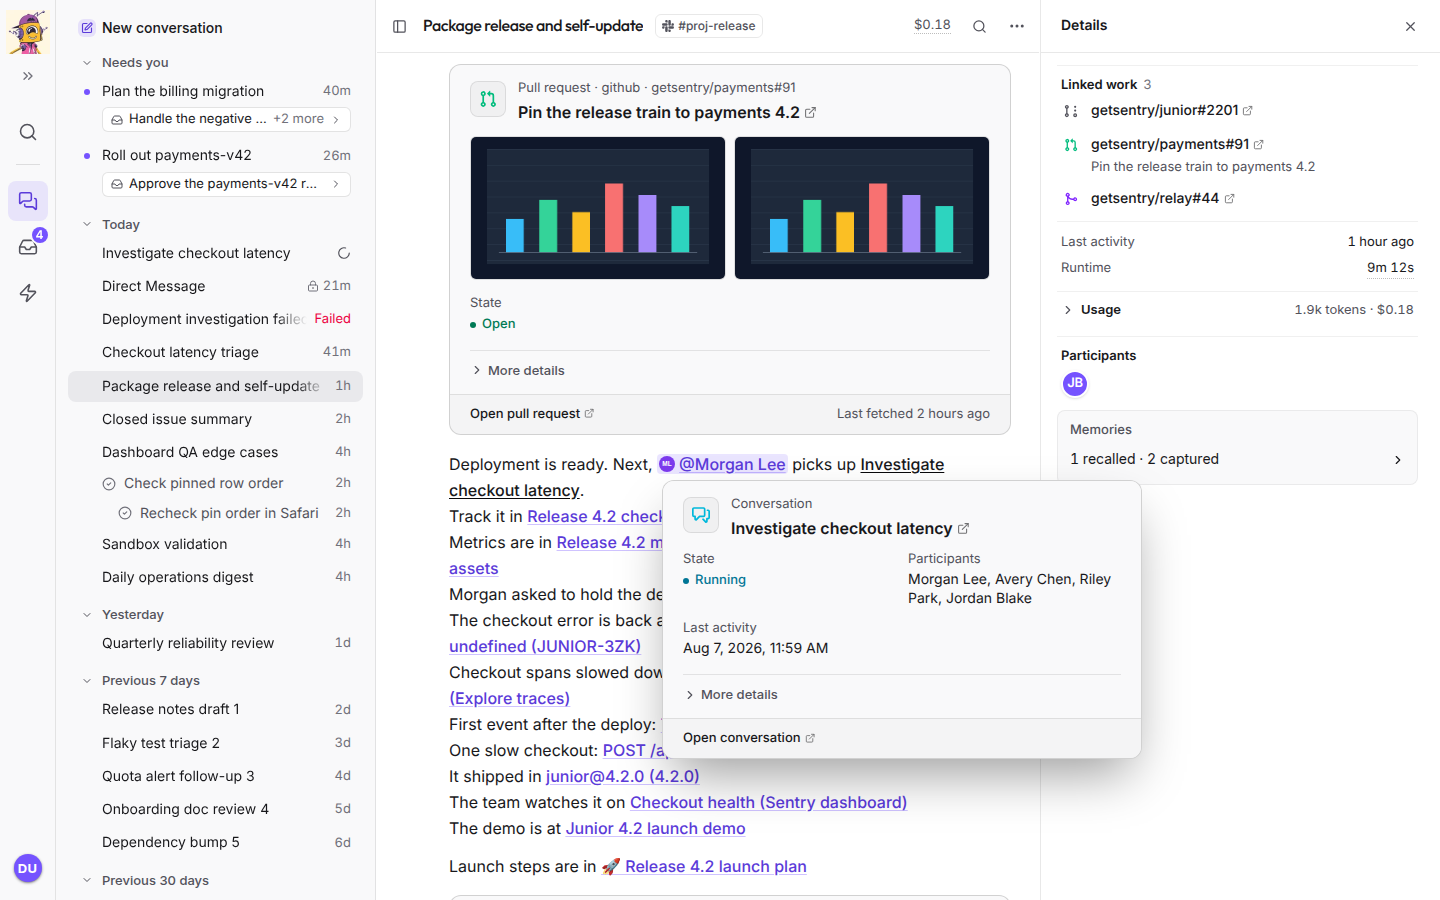 New conversation
Needs you
Plan the billing migration 40m
Handle the negative ... +2 more
Roll out payments-v42 26m
Approve the payments-v42 r...
Today
Investigate checkout latency
Direct Message 21m
Deployment investigation failed Failed
Checkout latency triage 41m
Package release and self-update 1h
Closed issue summary 2h
Dashboard QA edge cases 4h
Check pinned row order 2h
Recheck pin order in Safari 2h
Sandbox validation 4h
Daily operations digest 4h
Yesterday
Quarterly reliability review 1d
Previous 7 days
Release notes draft 1 2d
Flaky test triage 2 3d
Quota alert follow-up 3 4d
Onboarding doc review 4 5d
Dependency bump 5 6d
Previous 30 days
4
DU
Package release and self-update #proj-release $0.18
Pull request · github · getsentry/payments#91
Pin the release train to payments 4.2
State
Open
More details
Open pull request Last fetched 2 hours ago
Deployment is ready. Next, ML @Morgan Lee picks up Investigate
checkout latency.
Track it in Release 4.2 check
Metrics are in Release 4.2 m
assets
Morgan asked to hold the de
The checkout error is back a
undefined (JUNIOR-3ZK)
Checkout spans slowed dow
(Explore traces)
First event after the deploy:
One slow checkout: POST /a
It shipped in junior@4.2.0 (4.2.0)
The team watches it on Checkout health (Sentry dashboard)
The demo is at Junior 4.2 launch demo
Launch steps are in 🚀 Release 4.2 launch plan
Conversation
Investigate checkout latency
State
Running
Participants
Morgan Lee, Avery Chen, Riley
Park, Jordan Blake
Last activity
Aug 7, 2026, 11:59 AM
More details
Open conversation
Details
Linked work 3
getsentry/junior#2201
getsentry/payments#91
Pin the release train to payments 4.2
getsentry/relay#44
Last activity 1 hour ago
Runtime 9m 12s
Usage 1.9k tokens · $0.18
Participants
JB
Memories
1 recalled · 2 captured